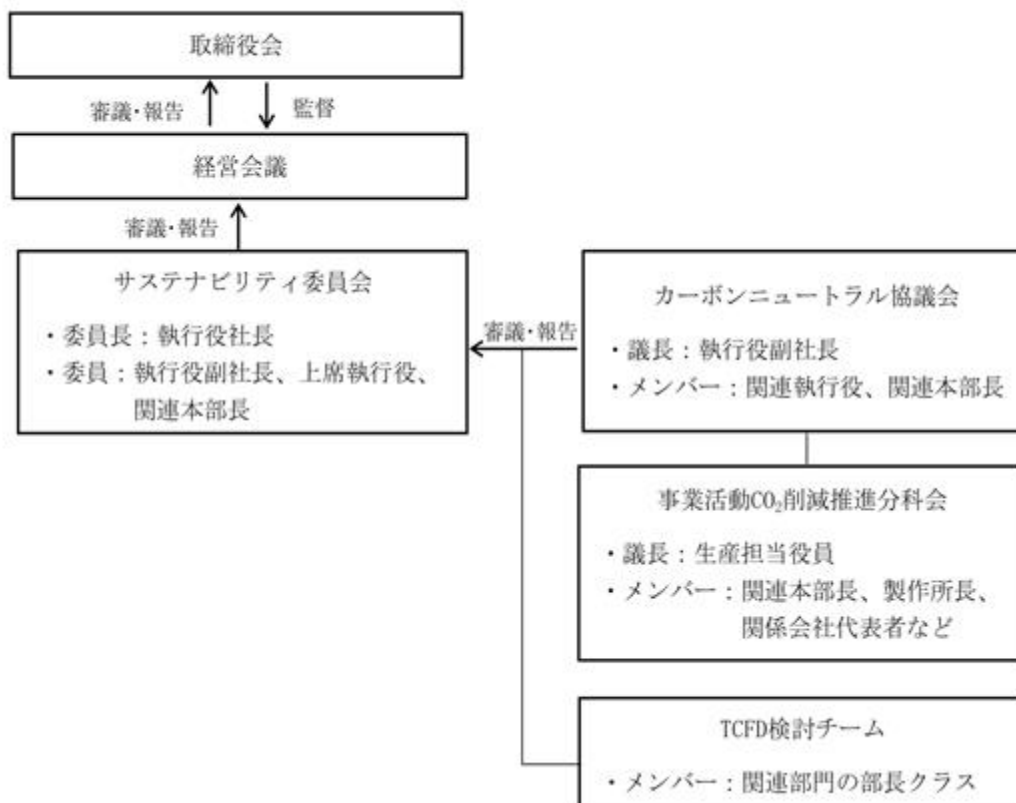 取締役会
審議・報告
監督
経営会議
審議・報告
サステナビリティ委員会
・委員長：執行役社長
・委員：執行役副社長、上席執行役、
関連本部長
審議・報告
カーボンニュートラル協議会
・議長：執行役副社長
・メンバー：関連執行役、関連本部長
事業活動CO₂削減推進分科会
・議長：生産担当役員
・メンバー：関連本部長、製作所長、
関係会社代表者など
TCFD検討チーム
・メンバー：関連部門の部長クラス